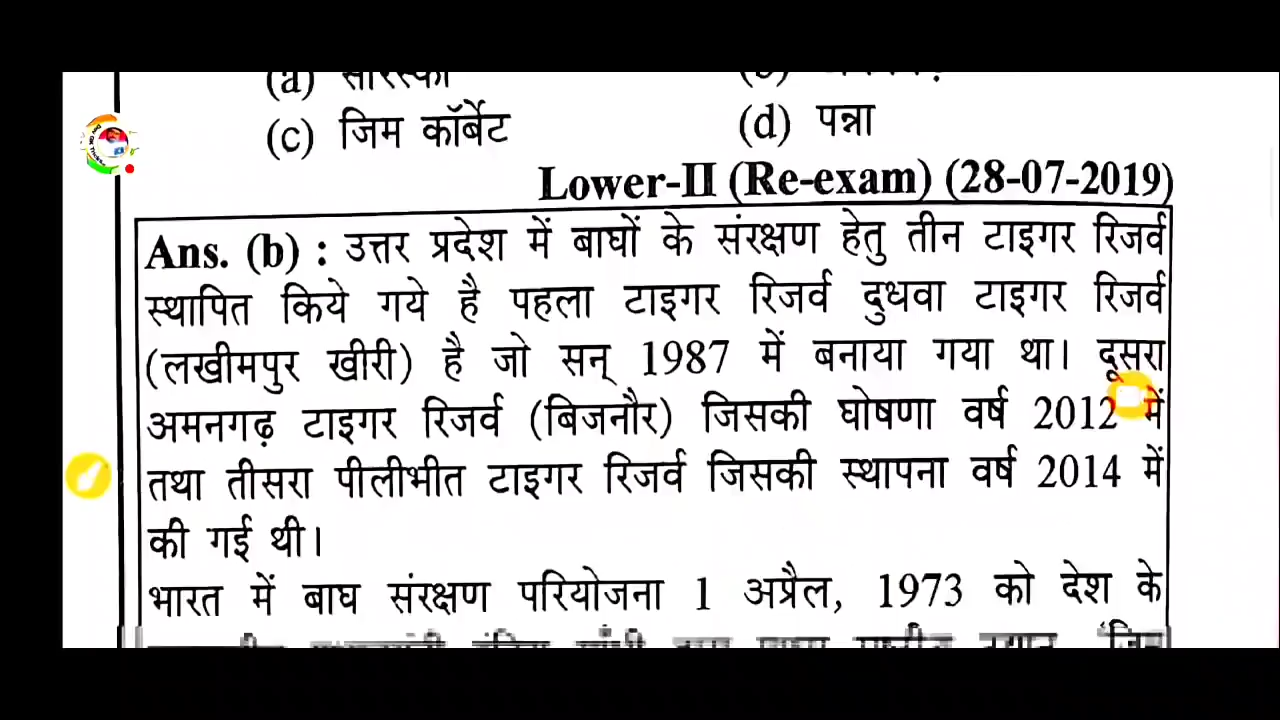 (a) सारिस्का
(c) जिम कॉर्बेट (d) पन्ना
Lower-II (Re-exam) (28-07-2019)
Ans. (b) : उत्तर प्रदेश में बाघों के संरक्षण हेतु तीन टाइगर रिजर्व
स्थापित किये गये है पहला टाइगर रिजर्व दुधवा टाइगर रिजर्व
(लखीमपुर खीरी) है जो सन् 1987 में बनाया गया था। दूसरा
अमनगढ़ टाइगर रिजर्व (बिजनौर) जिसकी घोषणा वर्ष 2012 में
तथा तीसरा पीलीभीत टाइगर रिजर्व जिसकी स्थापना वर्ष 2014 में
की गई थी।
भारत में बाघ संरक्षण परियोजना 1 अप्रैल, 1973 को देश के